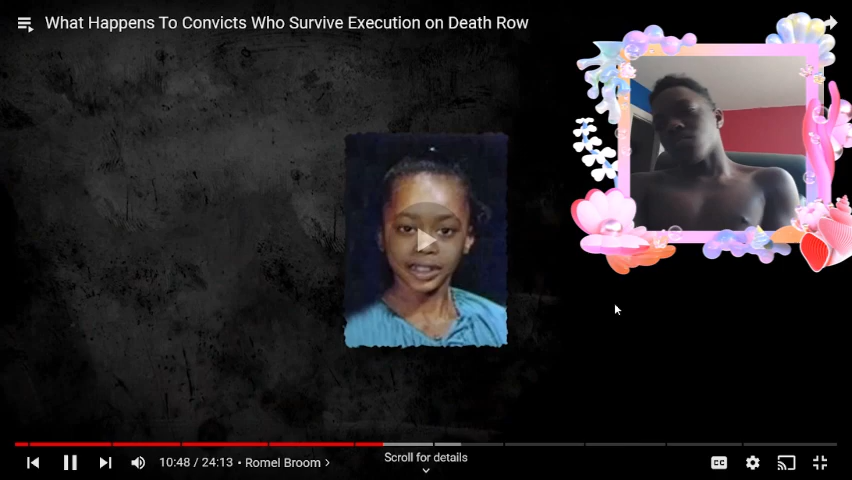 What Happens To Convicts Who Survive Execution on Death Row
10:48 / 24:13 • Romel Broom
Scroll for details
CC